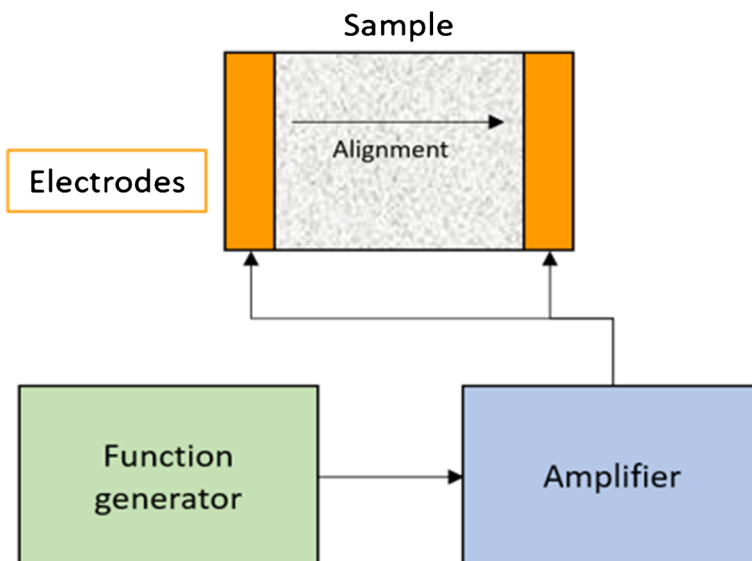 Sample
Alignment
Electrodes
Function
generator
Amplifier